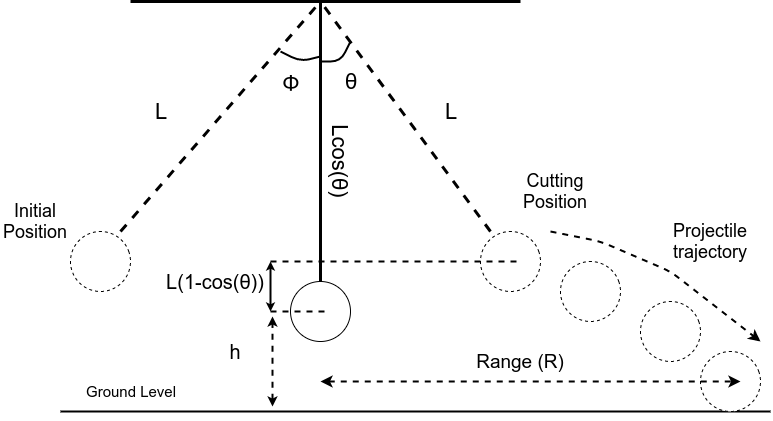 Φ
θ
L
L
Lcos(θ)
Cutting
Position
Initial
Position
Projectile
trajectory
L(1-cos(θ))
h
Range (R)
Ground Level